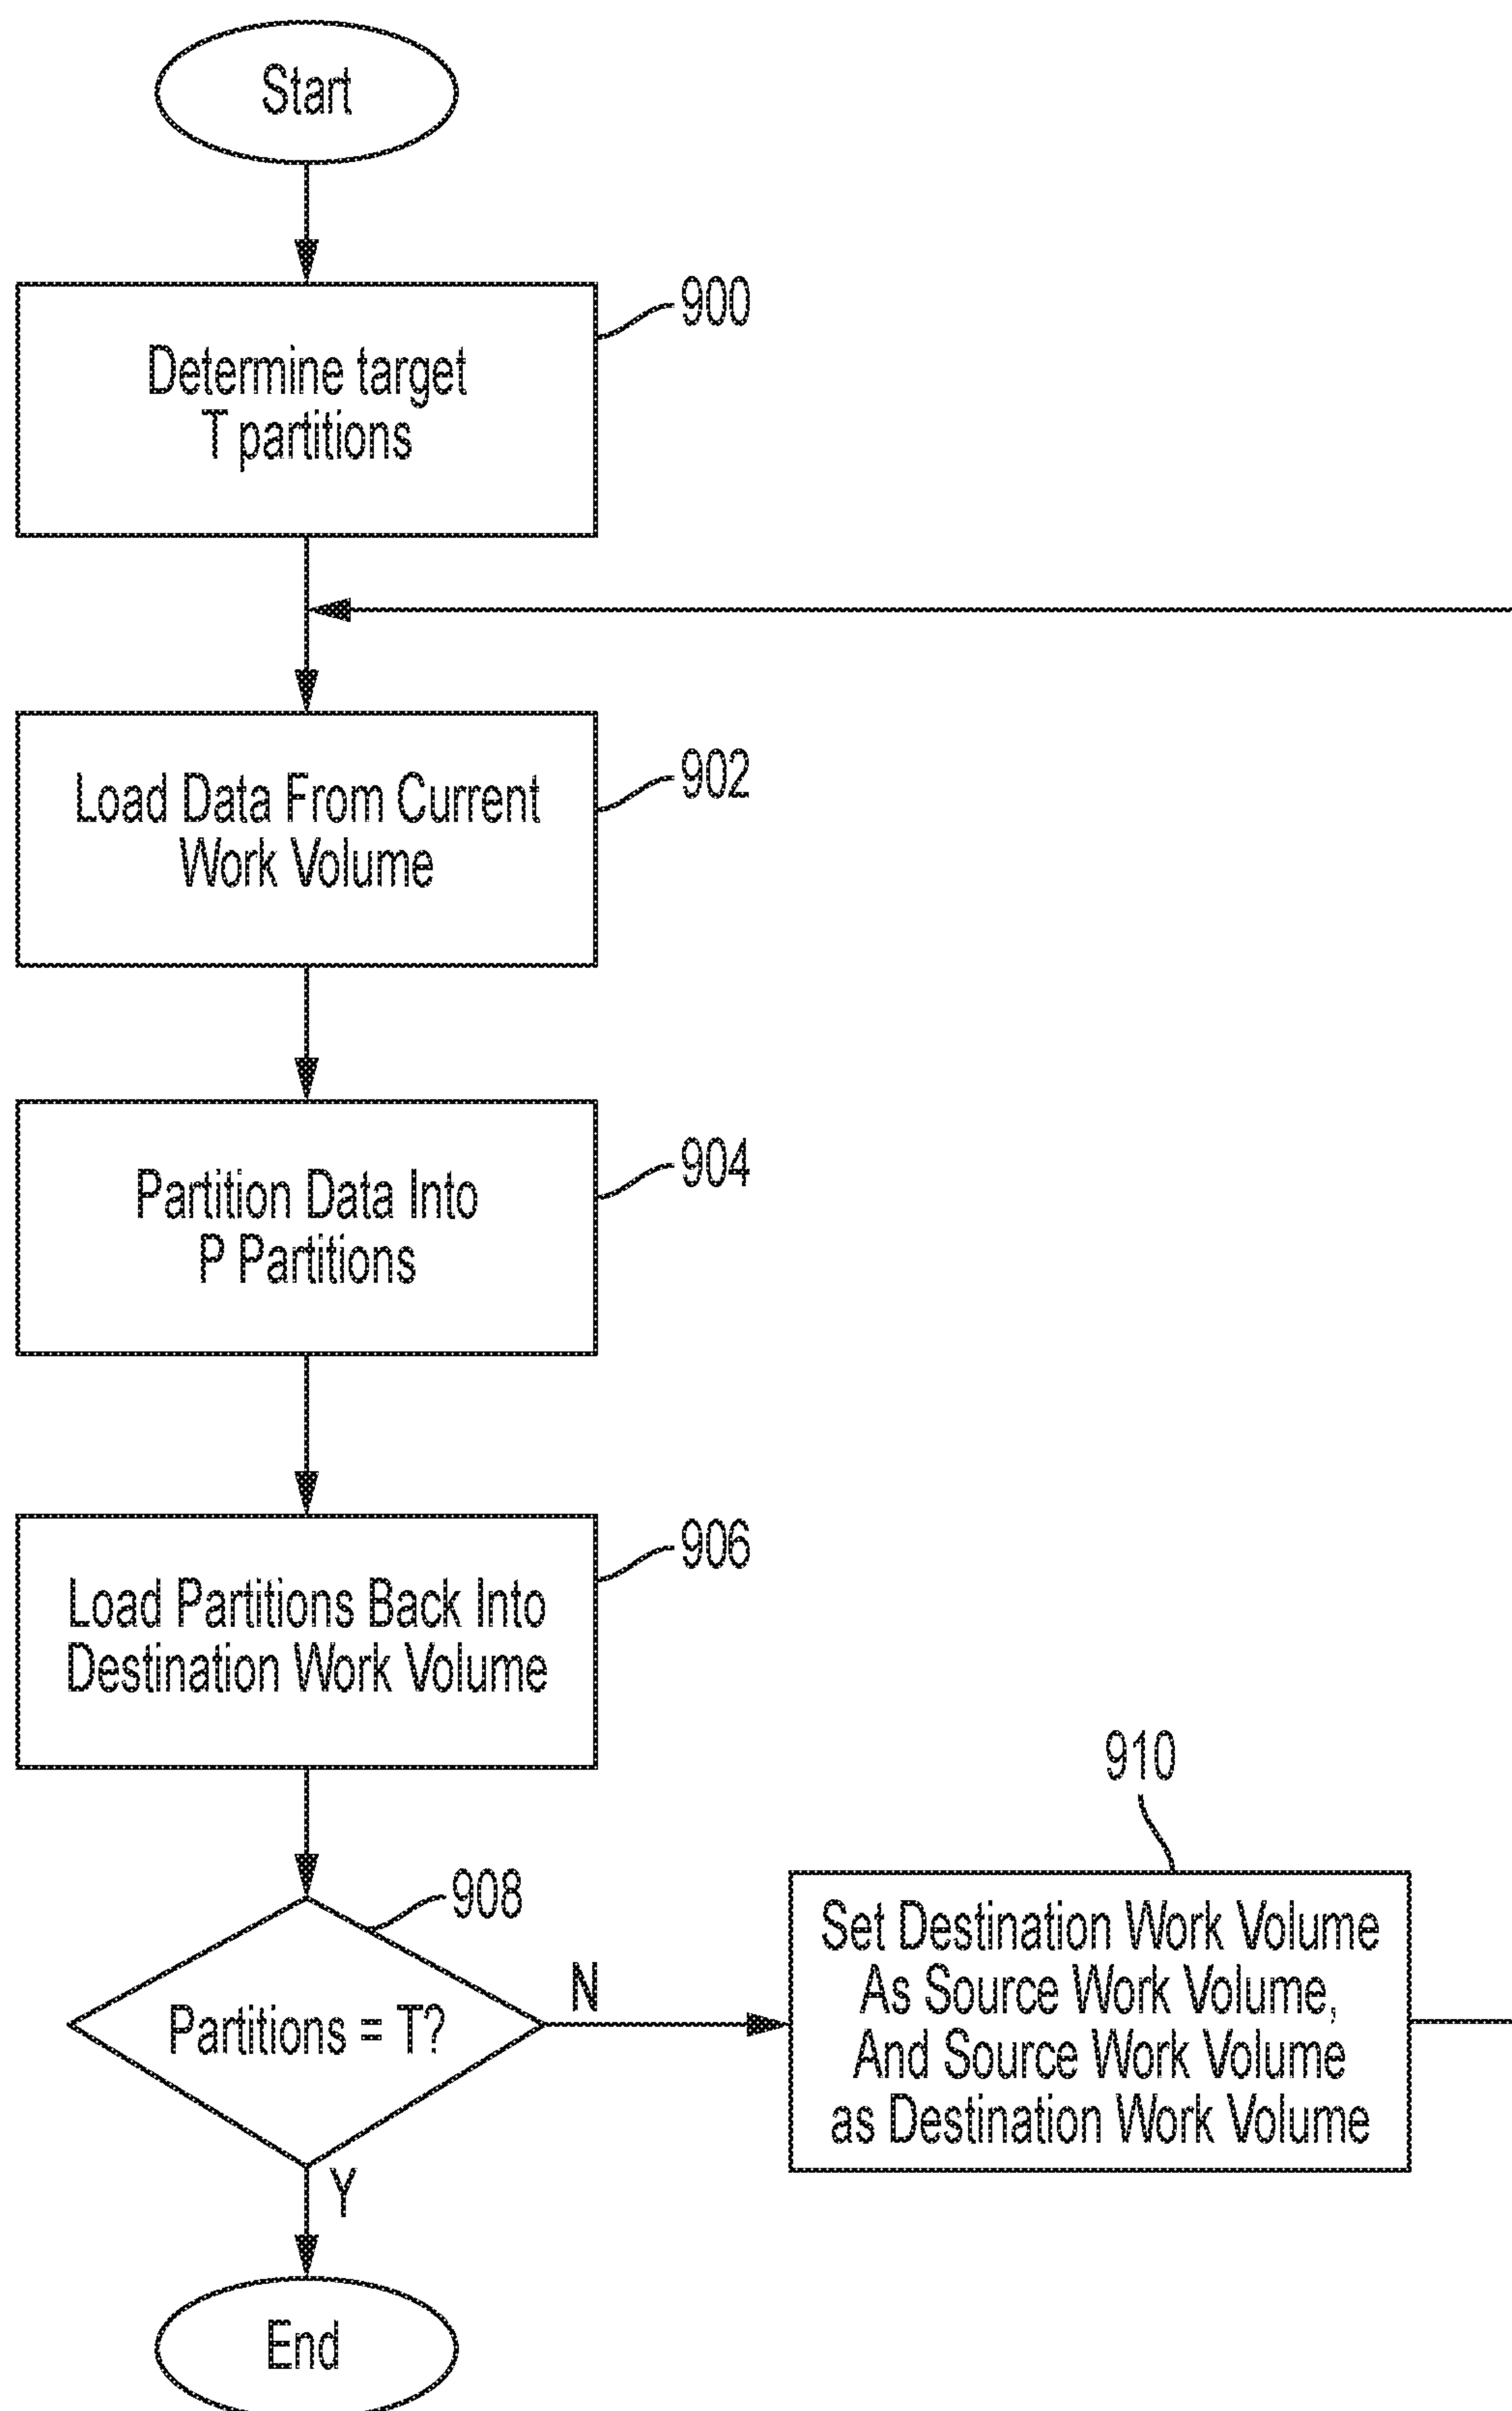 Start
900
Determine target
T partitions
902
Load Data From Current
Work Volume
904
Partition Data Into
P Partitions
906
Load Partitions Back Into
Destination Work Volume
908
Partitions = T?
N
910
Set Destination Work Volume
As Source Work Volume,
And Source Work Volume
as Destination Work Volume
Y
End